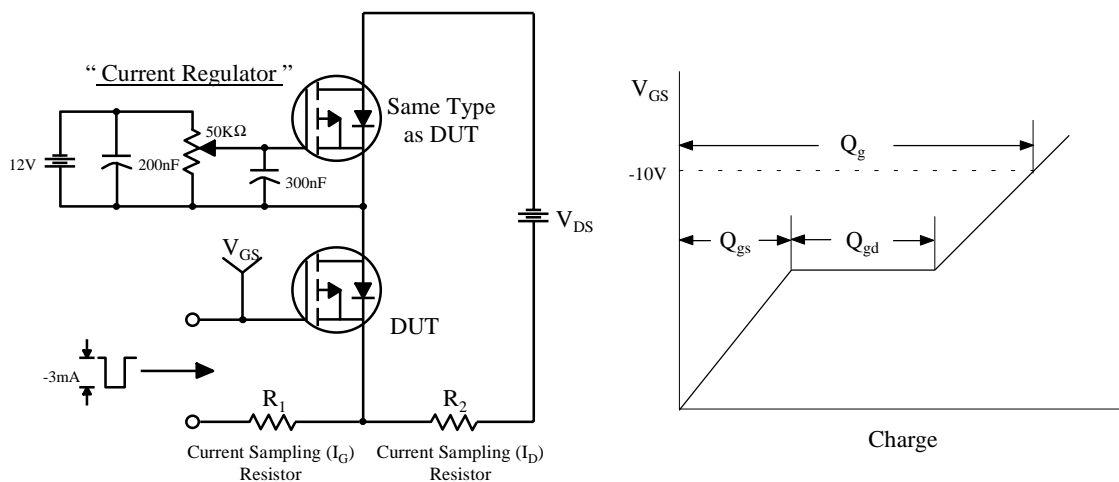 “ Current Regulator ”
Same Type
as DUT
50KΩ
12V
200nF
300nF
V_DS
V_GS
DUT
-3mA
R_1
R_2
Current Sampling (I_G)
Resistor
Current Sampling (I_D)
Resistor
V_GS
Q_g
-10V
Q_gs
Q_gd
Charge